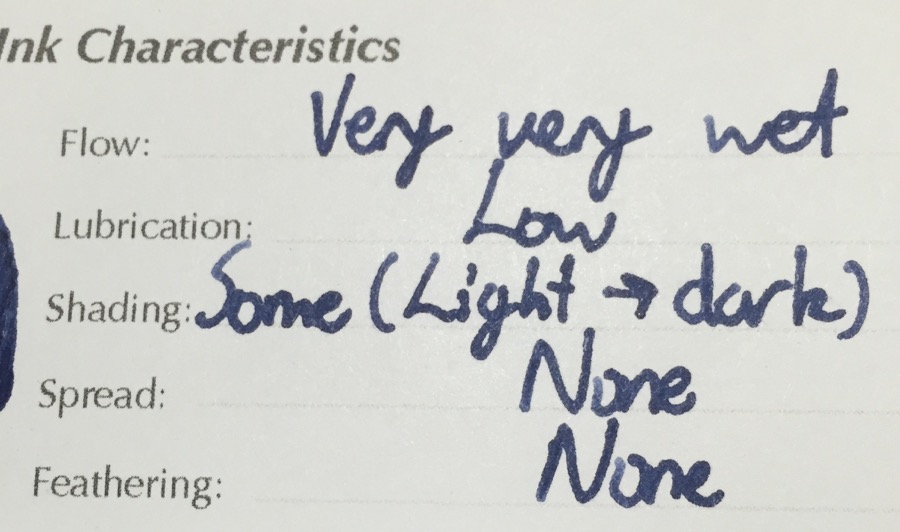 Ink Characteristics
Flow: Very very wet
Lubrication: Low
Shading: Some (Light → dark)
Spread: None
Feathering: None